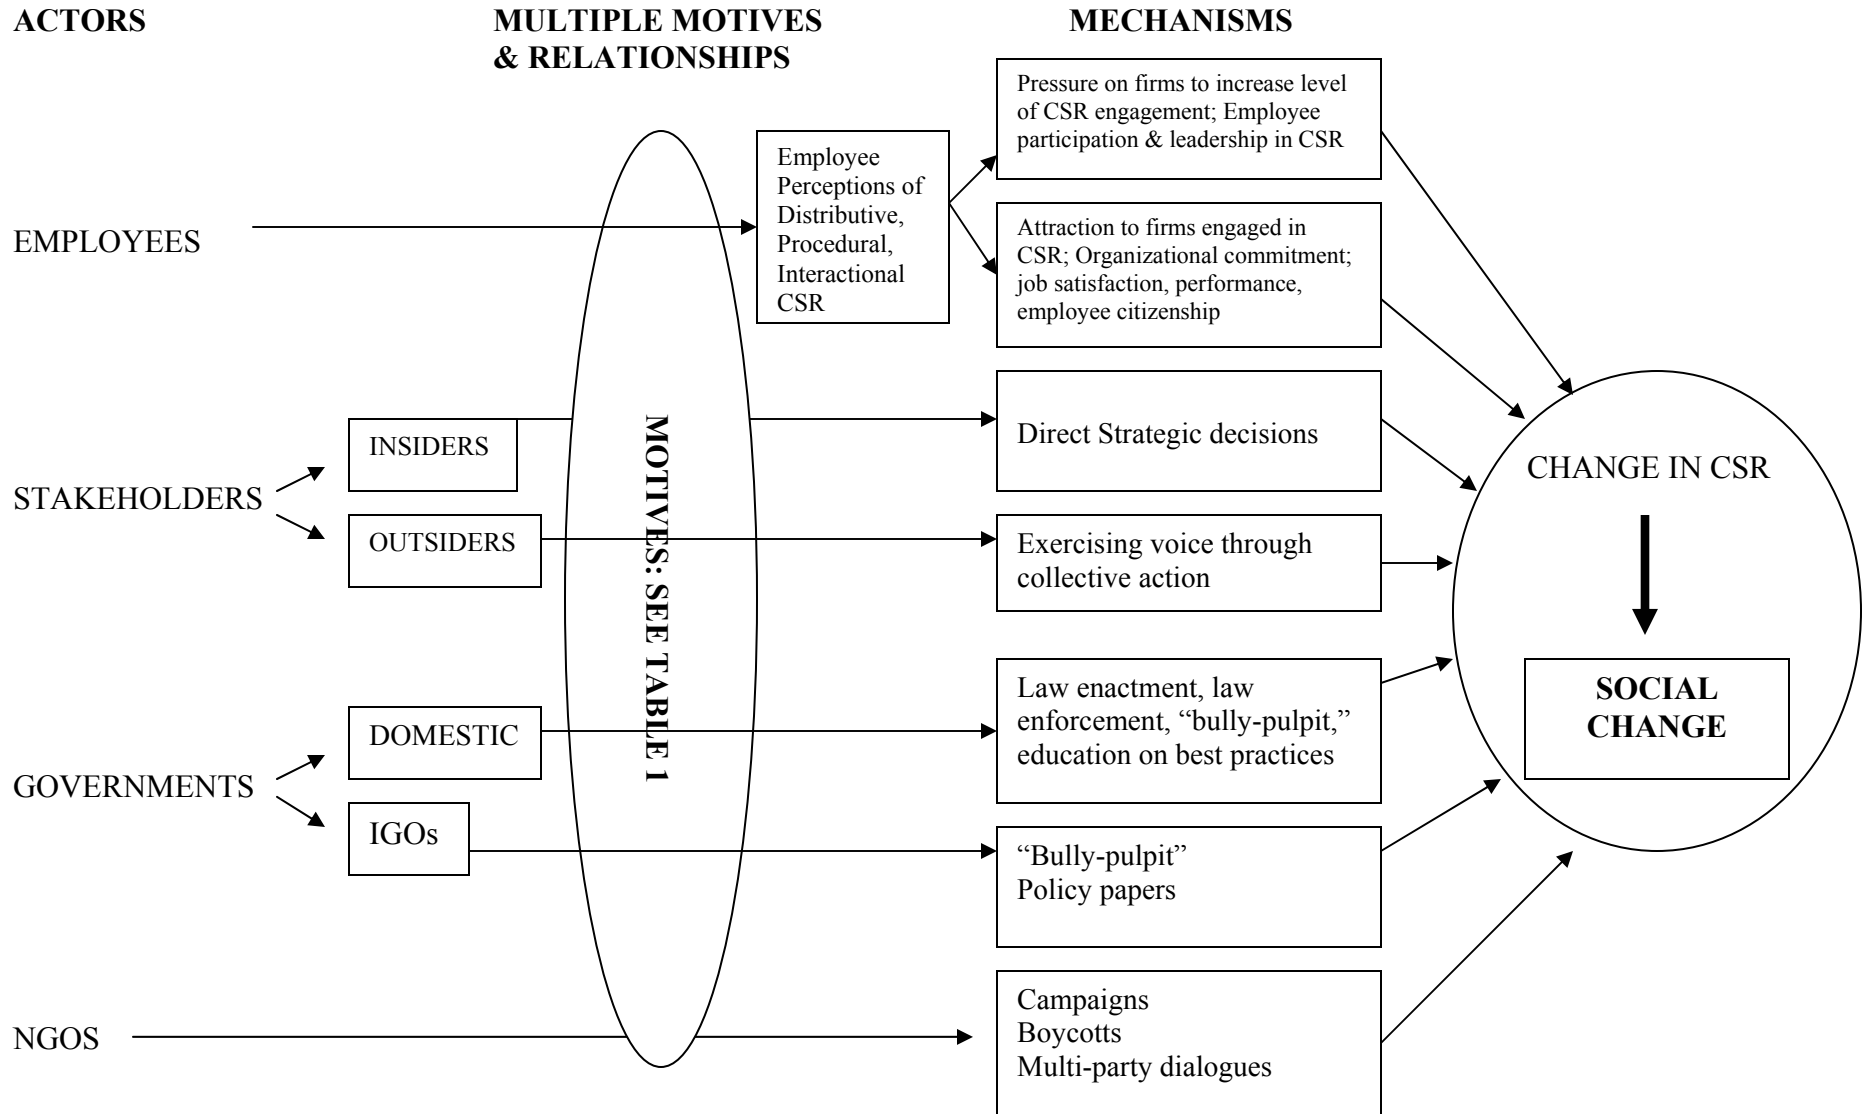 ACTORS
MULTIPLE MOTIVES
& RELATIONSHIPS
MECHANISMS
EMPLOYEES
Employee
Perceptions of
Distributive,
Procedural,
Interactional
CSR
Pressure on firms to increase level
of CSR engagement; Employee
participation & leadership in CSR
Attraction to firms engaged in
CSR; Organizational commitment;
job satisfaction, performance,
employee citizenship
STAKEHOLDERS
INSIDERS
OUTSIDERS
MOTIVES: SEE TABLE 1
Direct Strategic decisions
Exercising voice through
collective action
GOVERNMENTS
DOMESTIC
IGOs
Law enactment, law
enforcement, “bully-pulpit,”
education on best practices
“Bully-pulpit”
Policy papers
NGOS
Campaigns
Boycotts
Multi-party dialogues
CHANGE IN CSR
SOCIAL
CHANGE